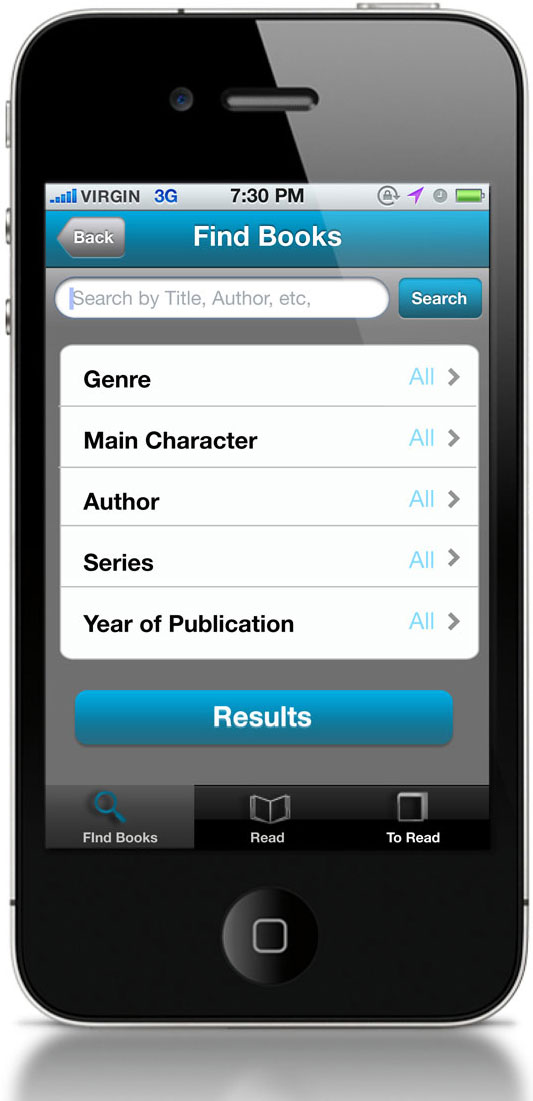 VIRGIN 3G 7:30 PM
Back Find Books
Search by Title, Author, etc, Search
Genre All
Main Character All
Author All
Series All
Year of Publication All
Results
FInd Books Read To Read